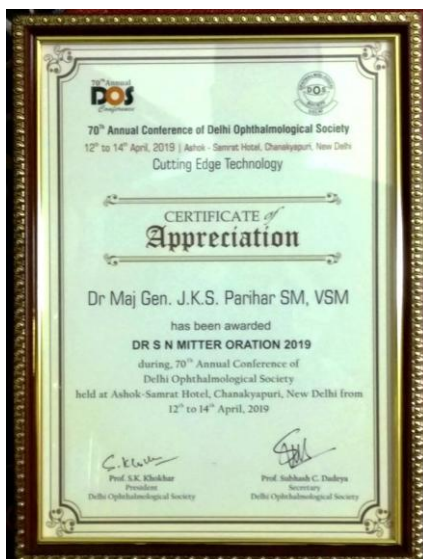 70th Annual
DOS
Conference
DOS
70th Annual Conference of Delhi Ophthalmological Society
12th to 14th April, 2019 | Ashok - Samrat Hotel, Chanakyapuri, New Delhi
Cutting Edge Technology
CERTIFICATE of
Appreciation
Dr Maj Gen. J.K.S. Parihar SM, VSM
has been awarded
DR S N MITTER ORATION 2019
during, 70th Annual Conference of
Delhi Ophthalmological Society
held at Ashok-Samrat Hotel, Chanakyapuri, New Delhi from
12th to 14th April, 2019
Prof. S.K. Khokhar
President
Delhi Ophthalmological Society
Prof. Subhash C. Dadeya
Secretary
Delhi Ophthalmological Society